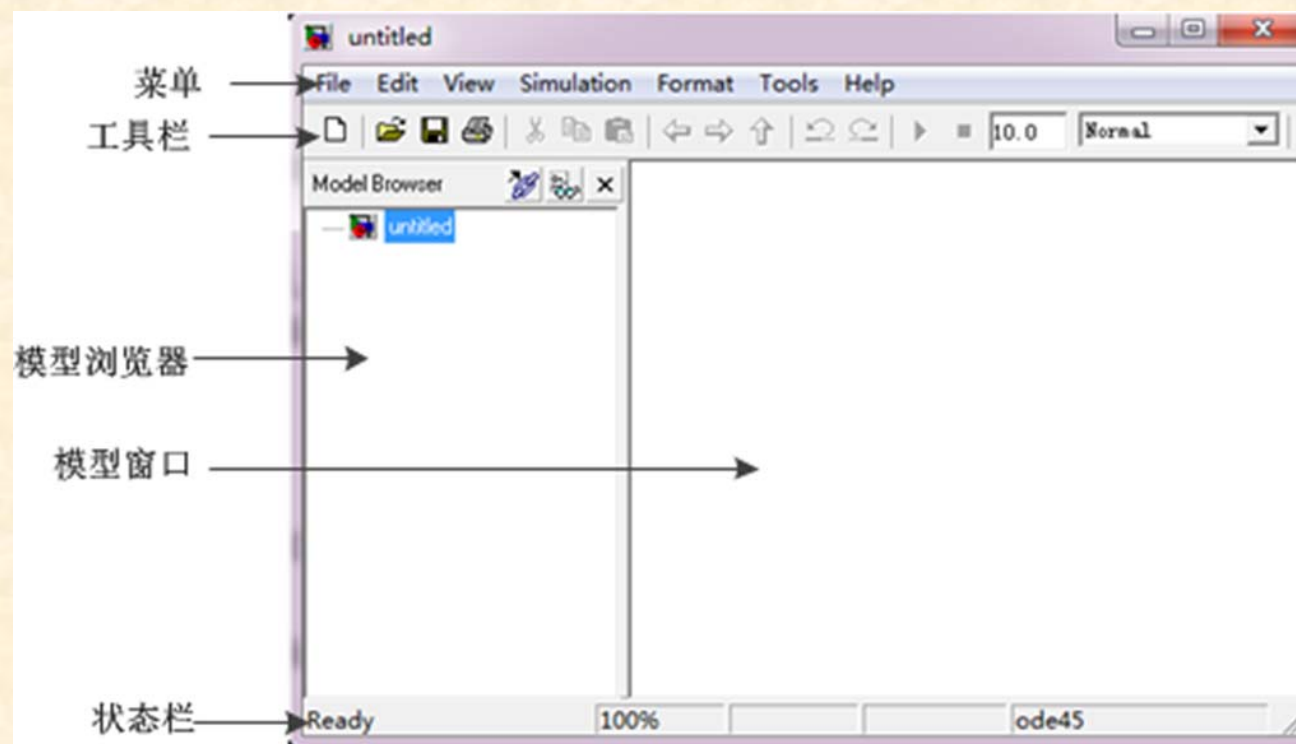 untitled
菜单
File Edit View Simulation Format Tools Help
工具栏
10.0 Normal
Model Browser
untitled
模型浏览器
模型窗口
状态栏
Ready 100% ode45